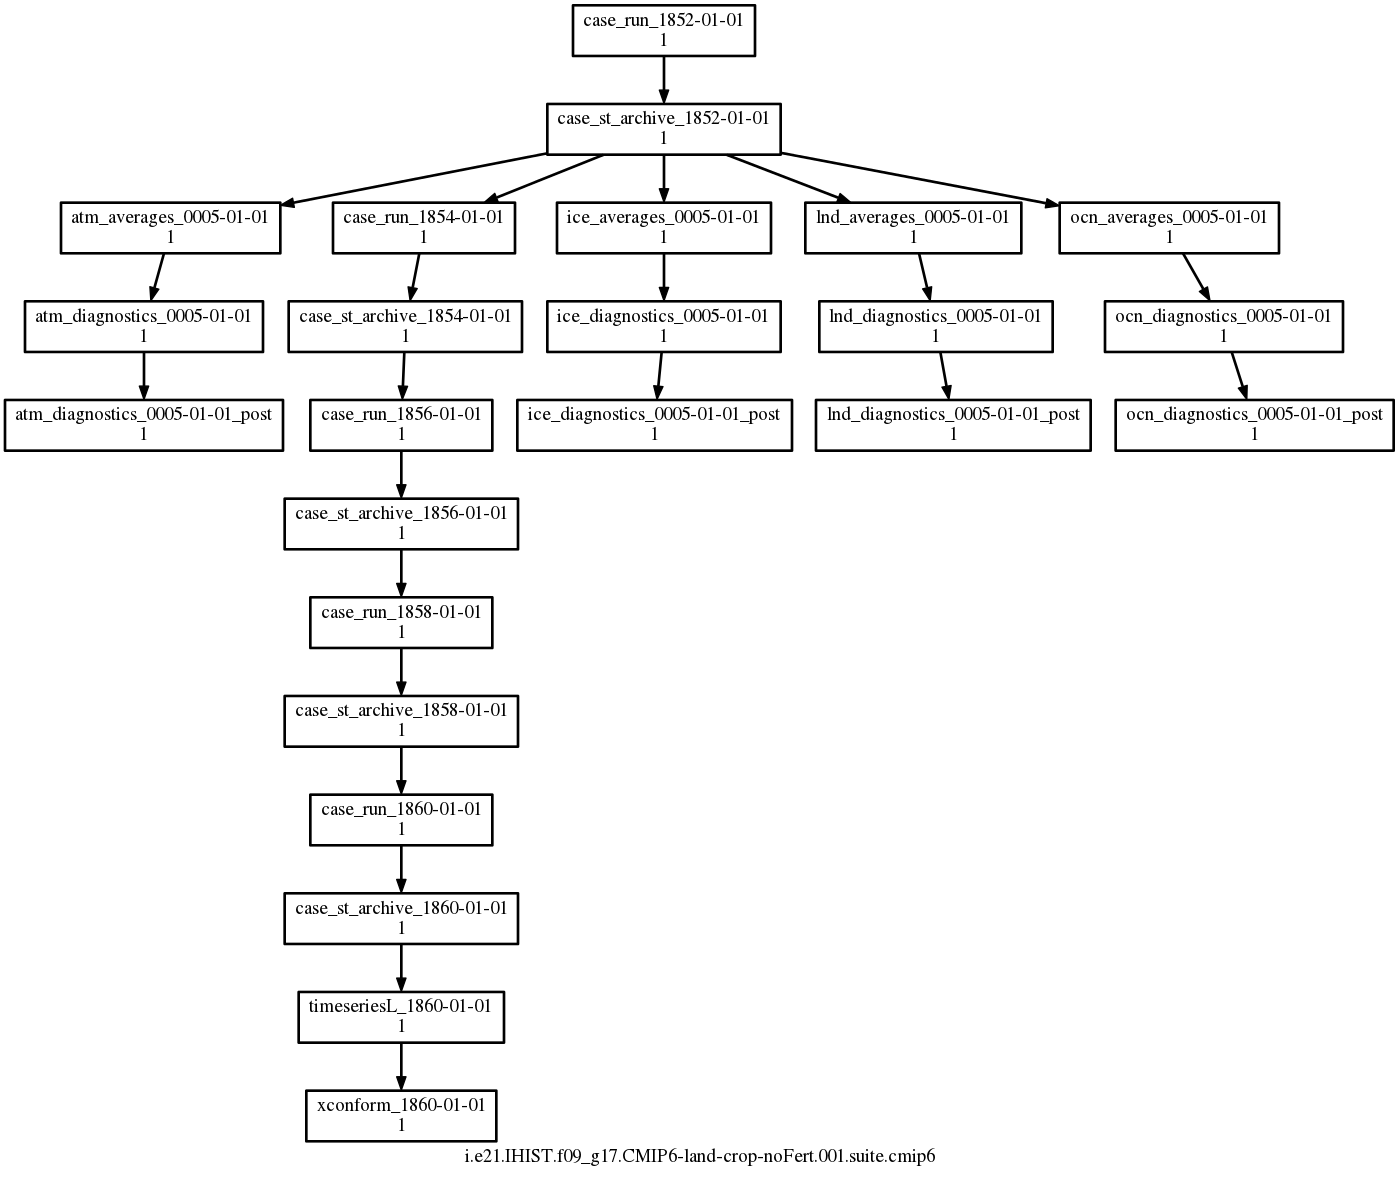 case_run_1852-01-01
1
case_st_archive_1852-01-01
1
atm_averages_0005-01-01
1
case_run_1854-01-01
1
ice_averages_0005-01-01
1
lnd_averages_0005-01-01
1
ocn_averages_0005-01-01
1
atm_diagnostics_0005-01-01
1
case_st_archive_1854-01-01
1
ice_diagnostics_0005-01-01
1
lnd_diagnostics_0005-01-01
1
ocn_diagnostics_0005-01-01
1
atm_diagnostics_0005-01-01_post
1
case_run_1856-01-01
1
ice_diagnostics_0005-01-01_post
1
lnd_diagnostics_0005-01-01_post
1
ocn_diagnostics_0005-01-01_post
1
case_st_archive_1856-01-01
1
case_run_1858-01-01
1
case_st_archive_1858-01-01
1
case_run_1860-01-01
1
case_st_archive_1860-01-01
1
timeseriesL_1860-01-01
1
xconform_1860-01-01
1
i.e21.IHIST.f09_g17.CMIP6-land-crop-noFert.001.suite.cmip6